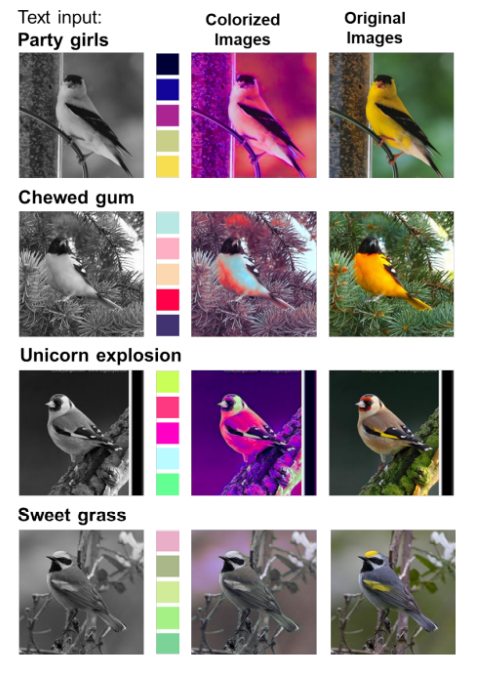 Text input:
Party girls
Colorized
Images
Original
Images
Chewed gum
Unicorn explosion
Sweet grass